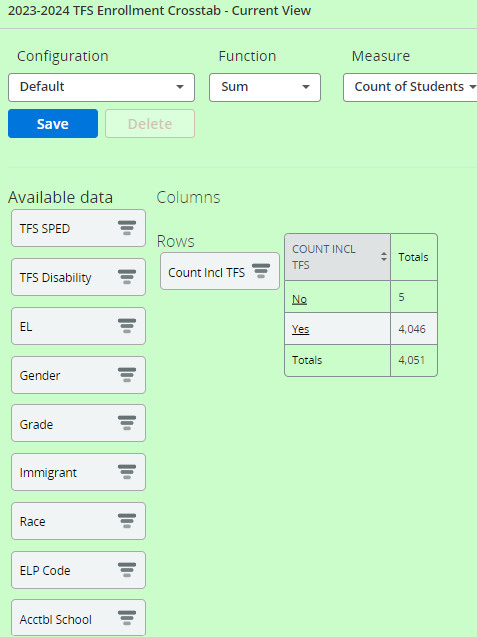 2023-2024 TFS Enrollment Crosstab - Current View
Configuration Function Measure
Default Sum Count of Students
Save Delete
Available data
TFS SPED
TFS Disability
EL
Gender
Grade
Immigrant
Race
ELP Code
Acctbl School
Columns
Rows
Count Incl TFS
COUNT INCL
TFS
Totals
No 5
Yes 4,046
Totals 4,051